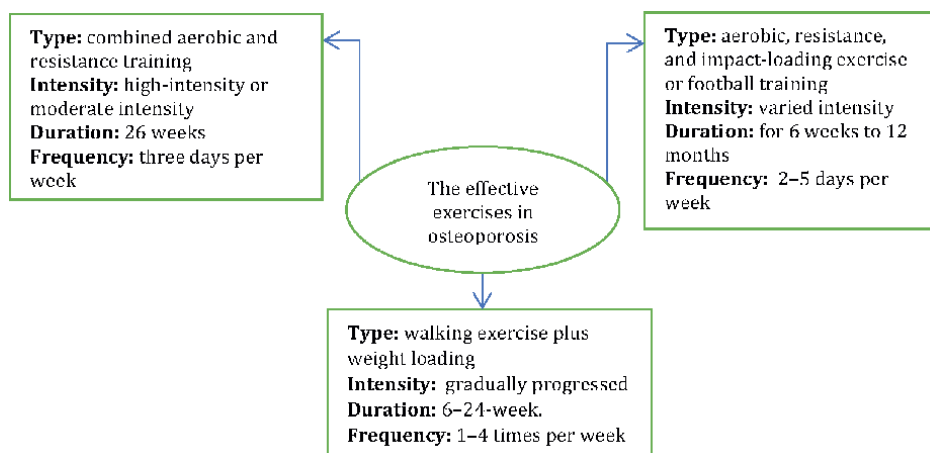 Type: combined aerobic and
resistance training
Intensity: high-intensity or
moderate intensity
Duration: 26 weeks
Frequency: three days per
week
Type: aerobic, resistance,
and impact-loading exercise
or football training
Intensity: varied intensity
Duration: for 6 weeks to 12
months
Frequency: 2–5 days per
week
The effective
exercises in
osteoporosis
Type: walking exercise plus
weight loading
Intensity: gradually progressed
Duration: 6–24-week.
Frequency: 1–4 times per week